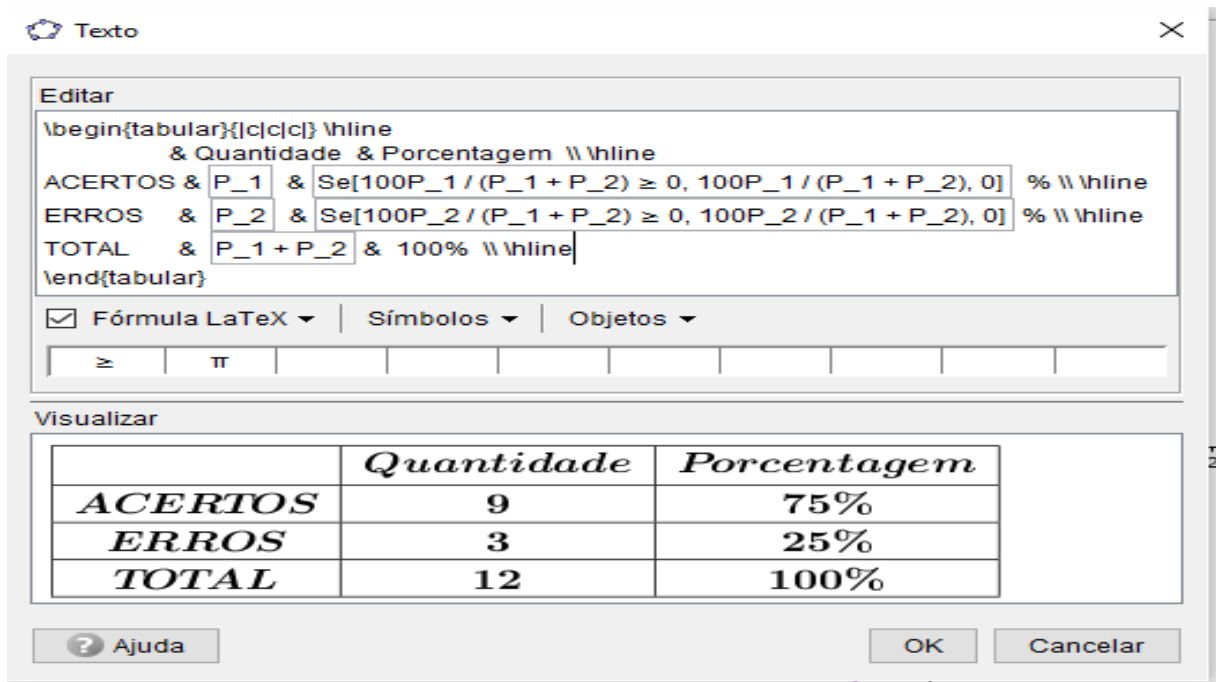 Texto
Editar
\begin{tabular}{|c|c|c|} \hline
& Quantidade & Porcentagem \\ \hline
ACERTOS & P_1 & Se[100P_1 / (P_1 + P_2) ≥ 0, 100P_1 / (P_1 + P_2), 0] % \\ \hline
ERROS & P_2 & Se[100P_2 / (P_1 + P_2) ≥ 0, 100P_2 / (P_1 + P_2), 0] % \\ \hline
TOTAL & P_1 + P_2 & 100% \\ \hline
\end{tabular}
Fórmula LaTeX Símbolos Objetos
≥ π
Visualizar
Quantidade Porcentagem
ACERTOS 9 75%
ERROS 3 25%
TOTAL 12 100%
Ajuda OK Cancelar